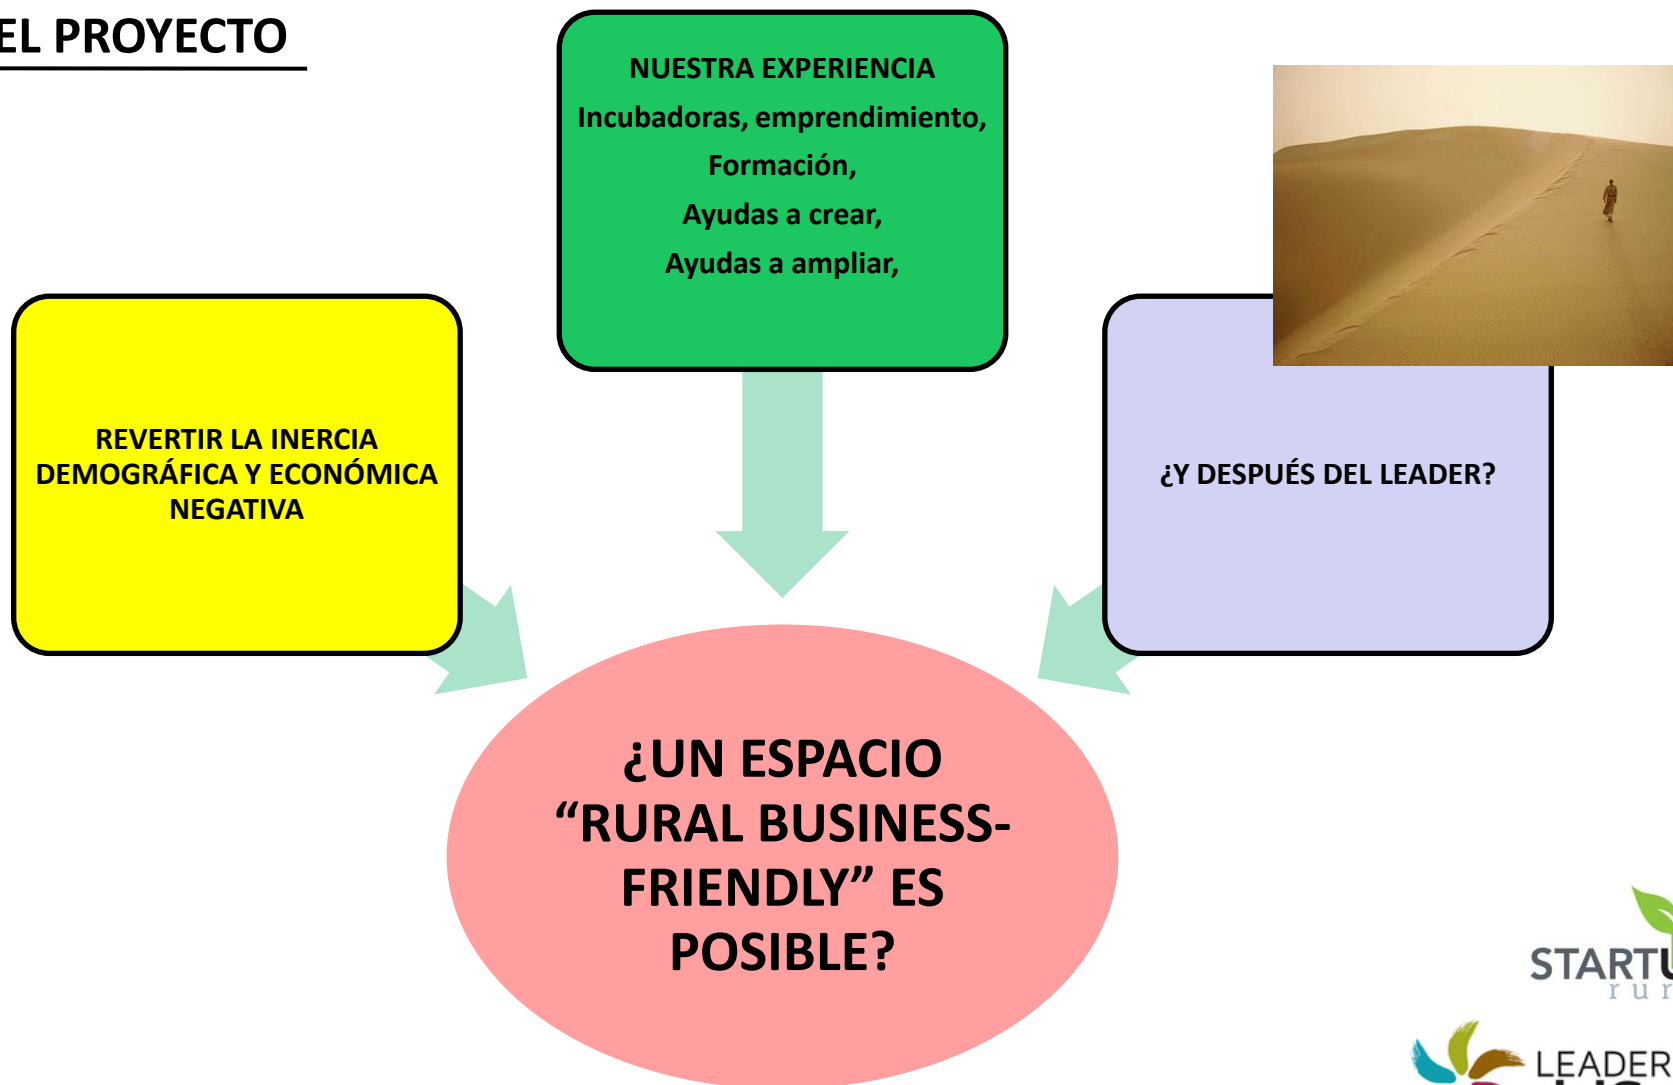 EL PROYECTO
NUESTRA EXPERIENCIA
Incubadoras, emprendimiento,
Formación,
Ayudas a crear,
Ayudas a ampliar,
REVERTIR LA INERCIA
DEMOGRÁFICA Y ECONÓMICA
NEGATIVA
¿Y DESPUÉS DEL LEADER?
¿UN ESPACIO
“RURAL BUSINESS-
FRIENDLY” ES
POSIBLE?
LEADER